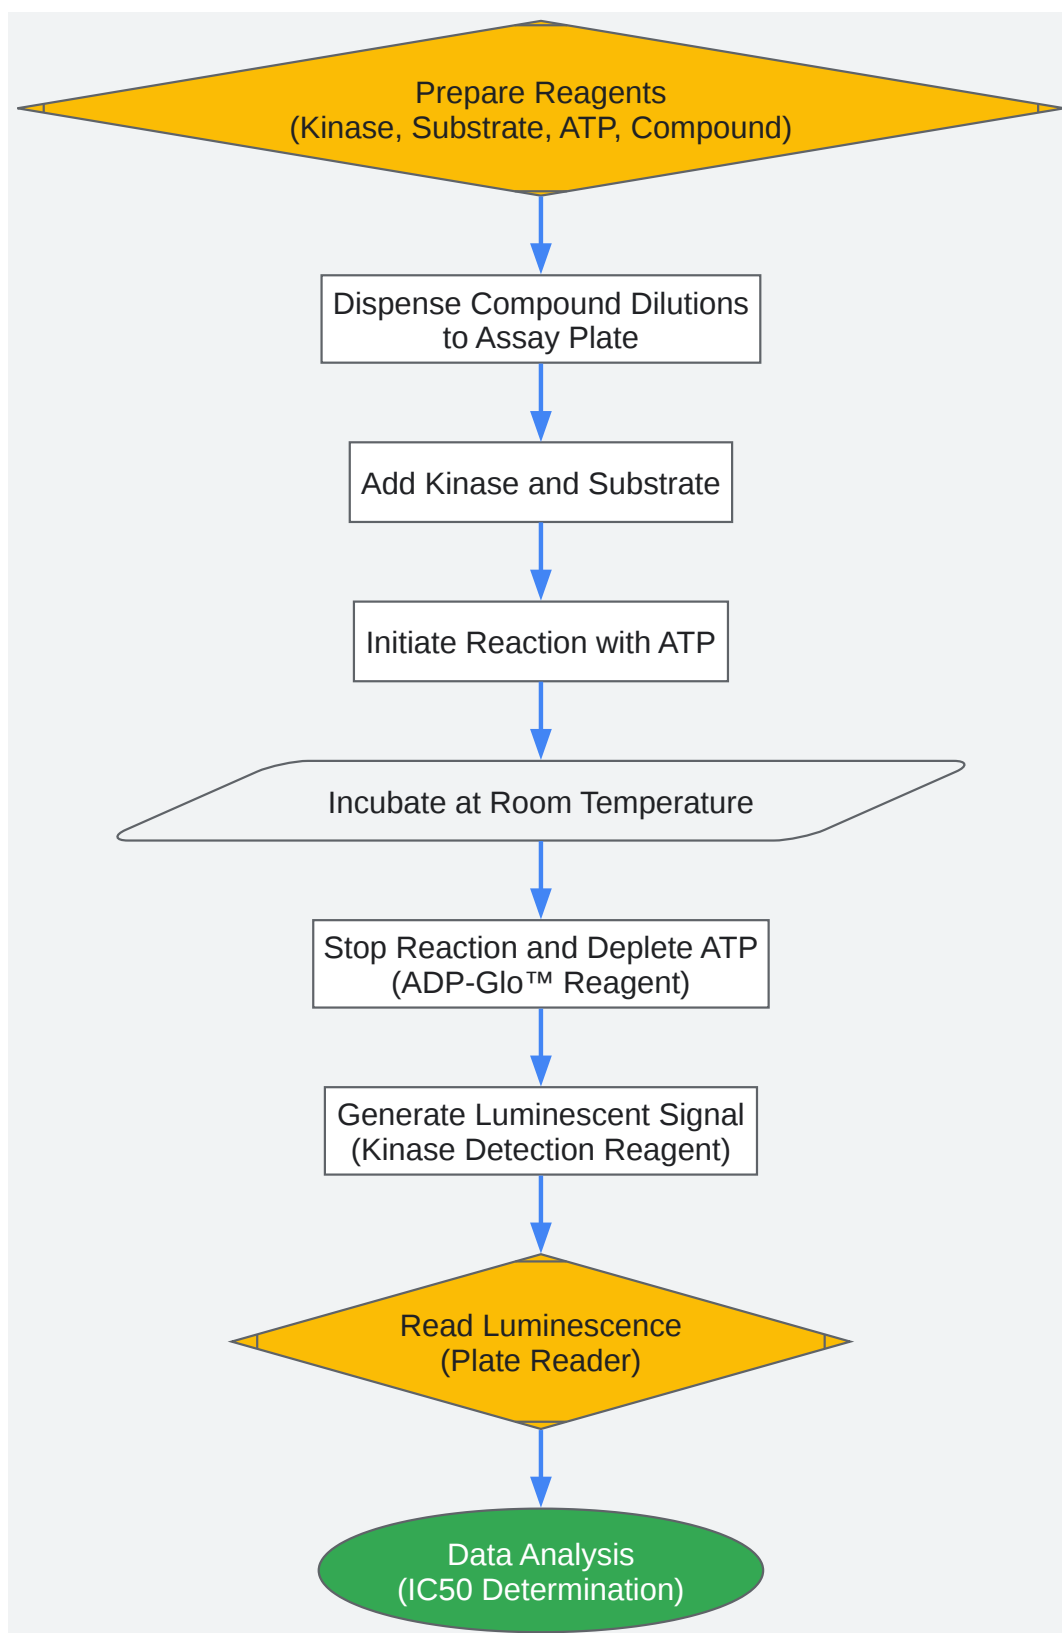 Prepare Reagents
(Kinase, Substrate, ATP, Compound)
Dispense Compound Dilutions
to Assay Plate
Add Kinase and Substrate
Initiate Reaction with ATP
Incubate at Room Temperature
Stop Reaction and Deplete ATP
(ADP-Glo™ Reagent)
Generate Luminescent Signal
(Kinase Detection Reagent)
Read Luminescence
(Plate Reader)
Data Analysis
(IC50 Determination)